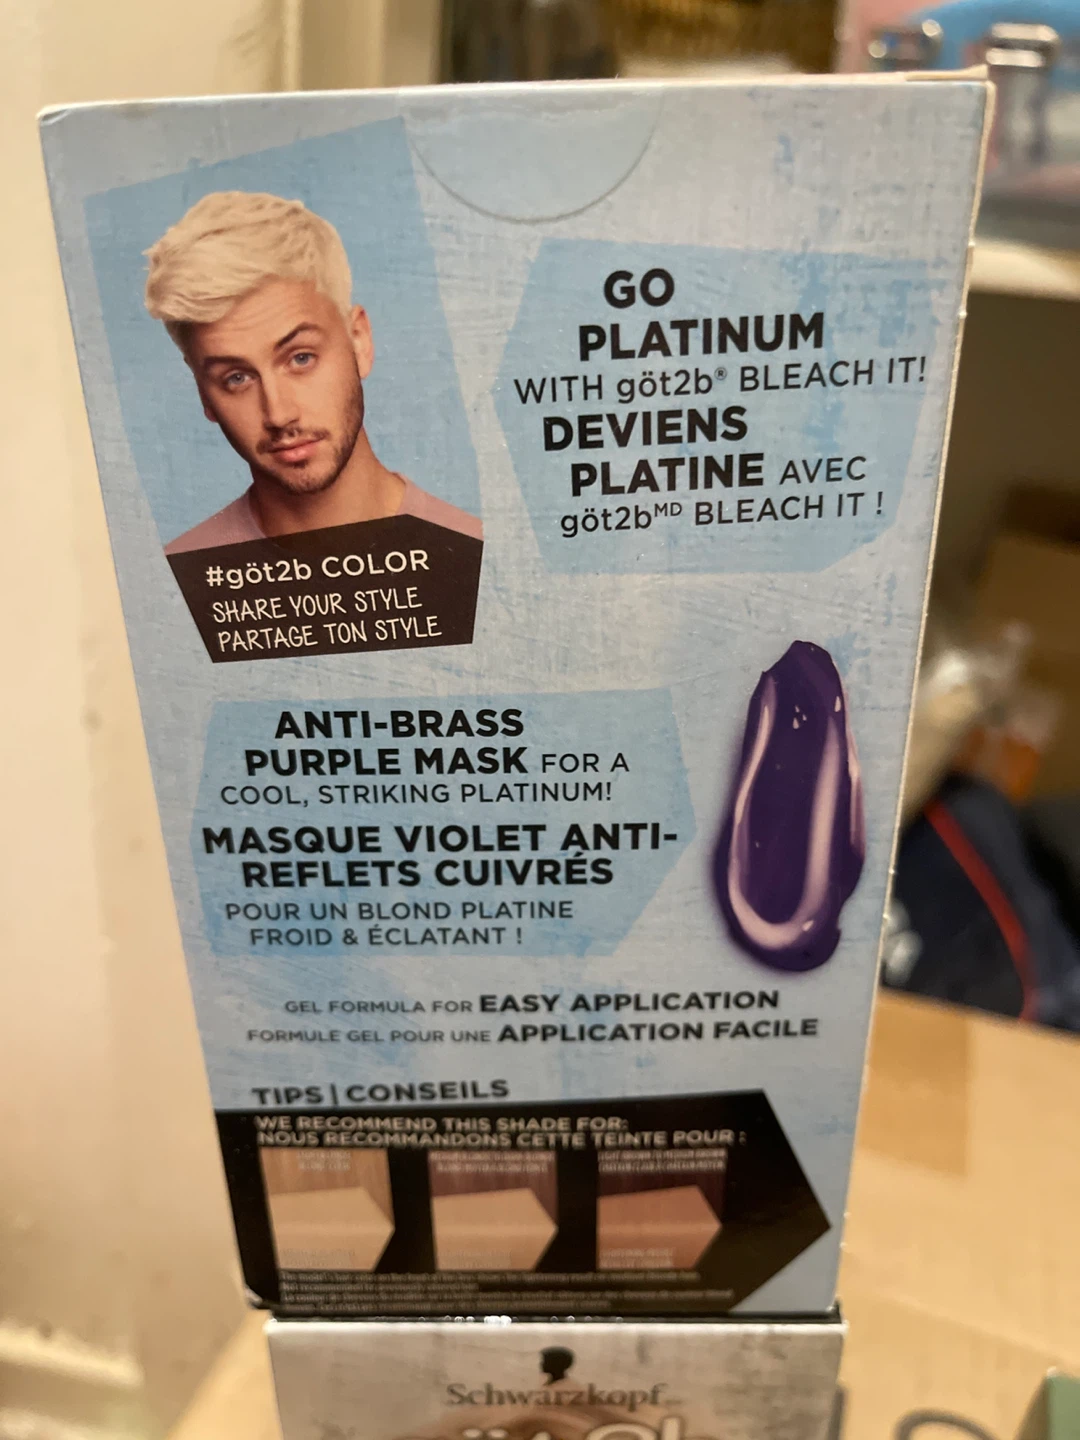 GO
PLATINUM
WITH göt2b® BLEACH IT!
DEVIENS
PLATINE AVEC
göt2bMD BLEACH IT !
#göt2b COLOR
SHARE YOUR STYLE
PARTAGE TON STYLE
ANTI-BRASS
PURPLE MASK FOR A
COOL, STRIKING PLATINUM!
MASQUE VIOLET ANTI-
REFLETS CUIVRÉS
POUR UN BLOND PLATINE
FROID & ÉCLATANT !
GEL FORMULA FOR EASY APPLICATION
FORMULE GEL POUR UNE APPLICATION FACILE
TIPS | CONSEILS
WE RECOMMEND THIS SHADE FOR:
NOUS RECOMMANDONS CETTE TEINTE POUR :
Schwarzkopf